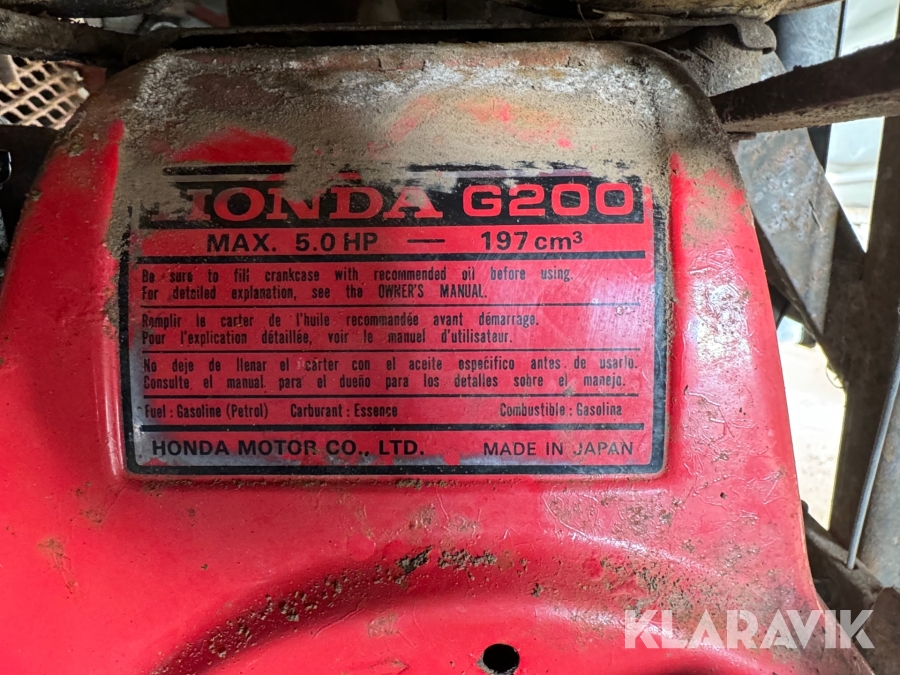 HONDA G200
MAX. 5.0 HP — 197 cm³
Be sure to fill crankcase with recommended oil before using.
For detailed explanation, see the OWNER'S MANUAL.
Remplir le carter de l'huile recommandée avant démarrage.
Pour l'explication détaillée, voir le manuel d'utilisateur.
No deje de llenar el cárter con el aceite especifico antes de usarlo.
Consulte el manual para el dueño para los detalles sobre el manejo.
Fuel : Gasoline (Petrol) Carburant : Essence Combustible : Gasolina
HONDA MOTOR CO., LTD. MADE IN JAPAN
KLARAVIK